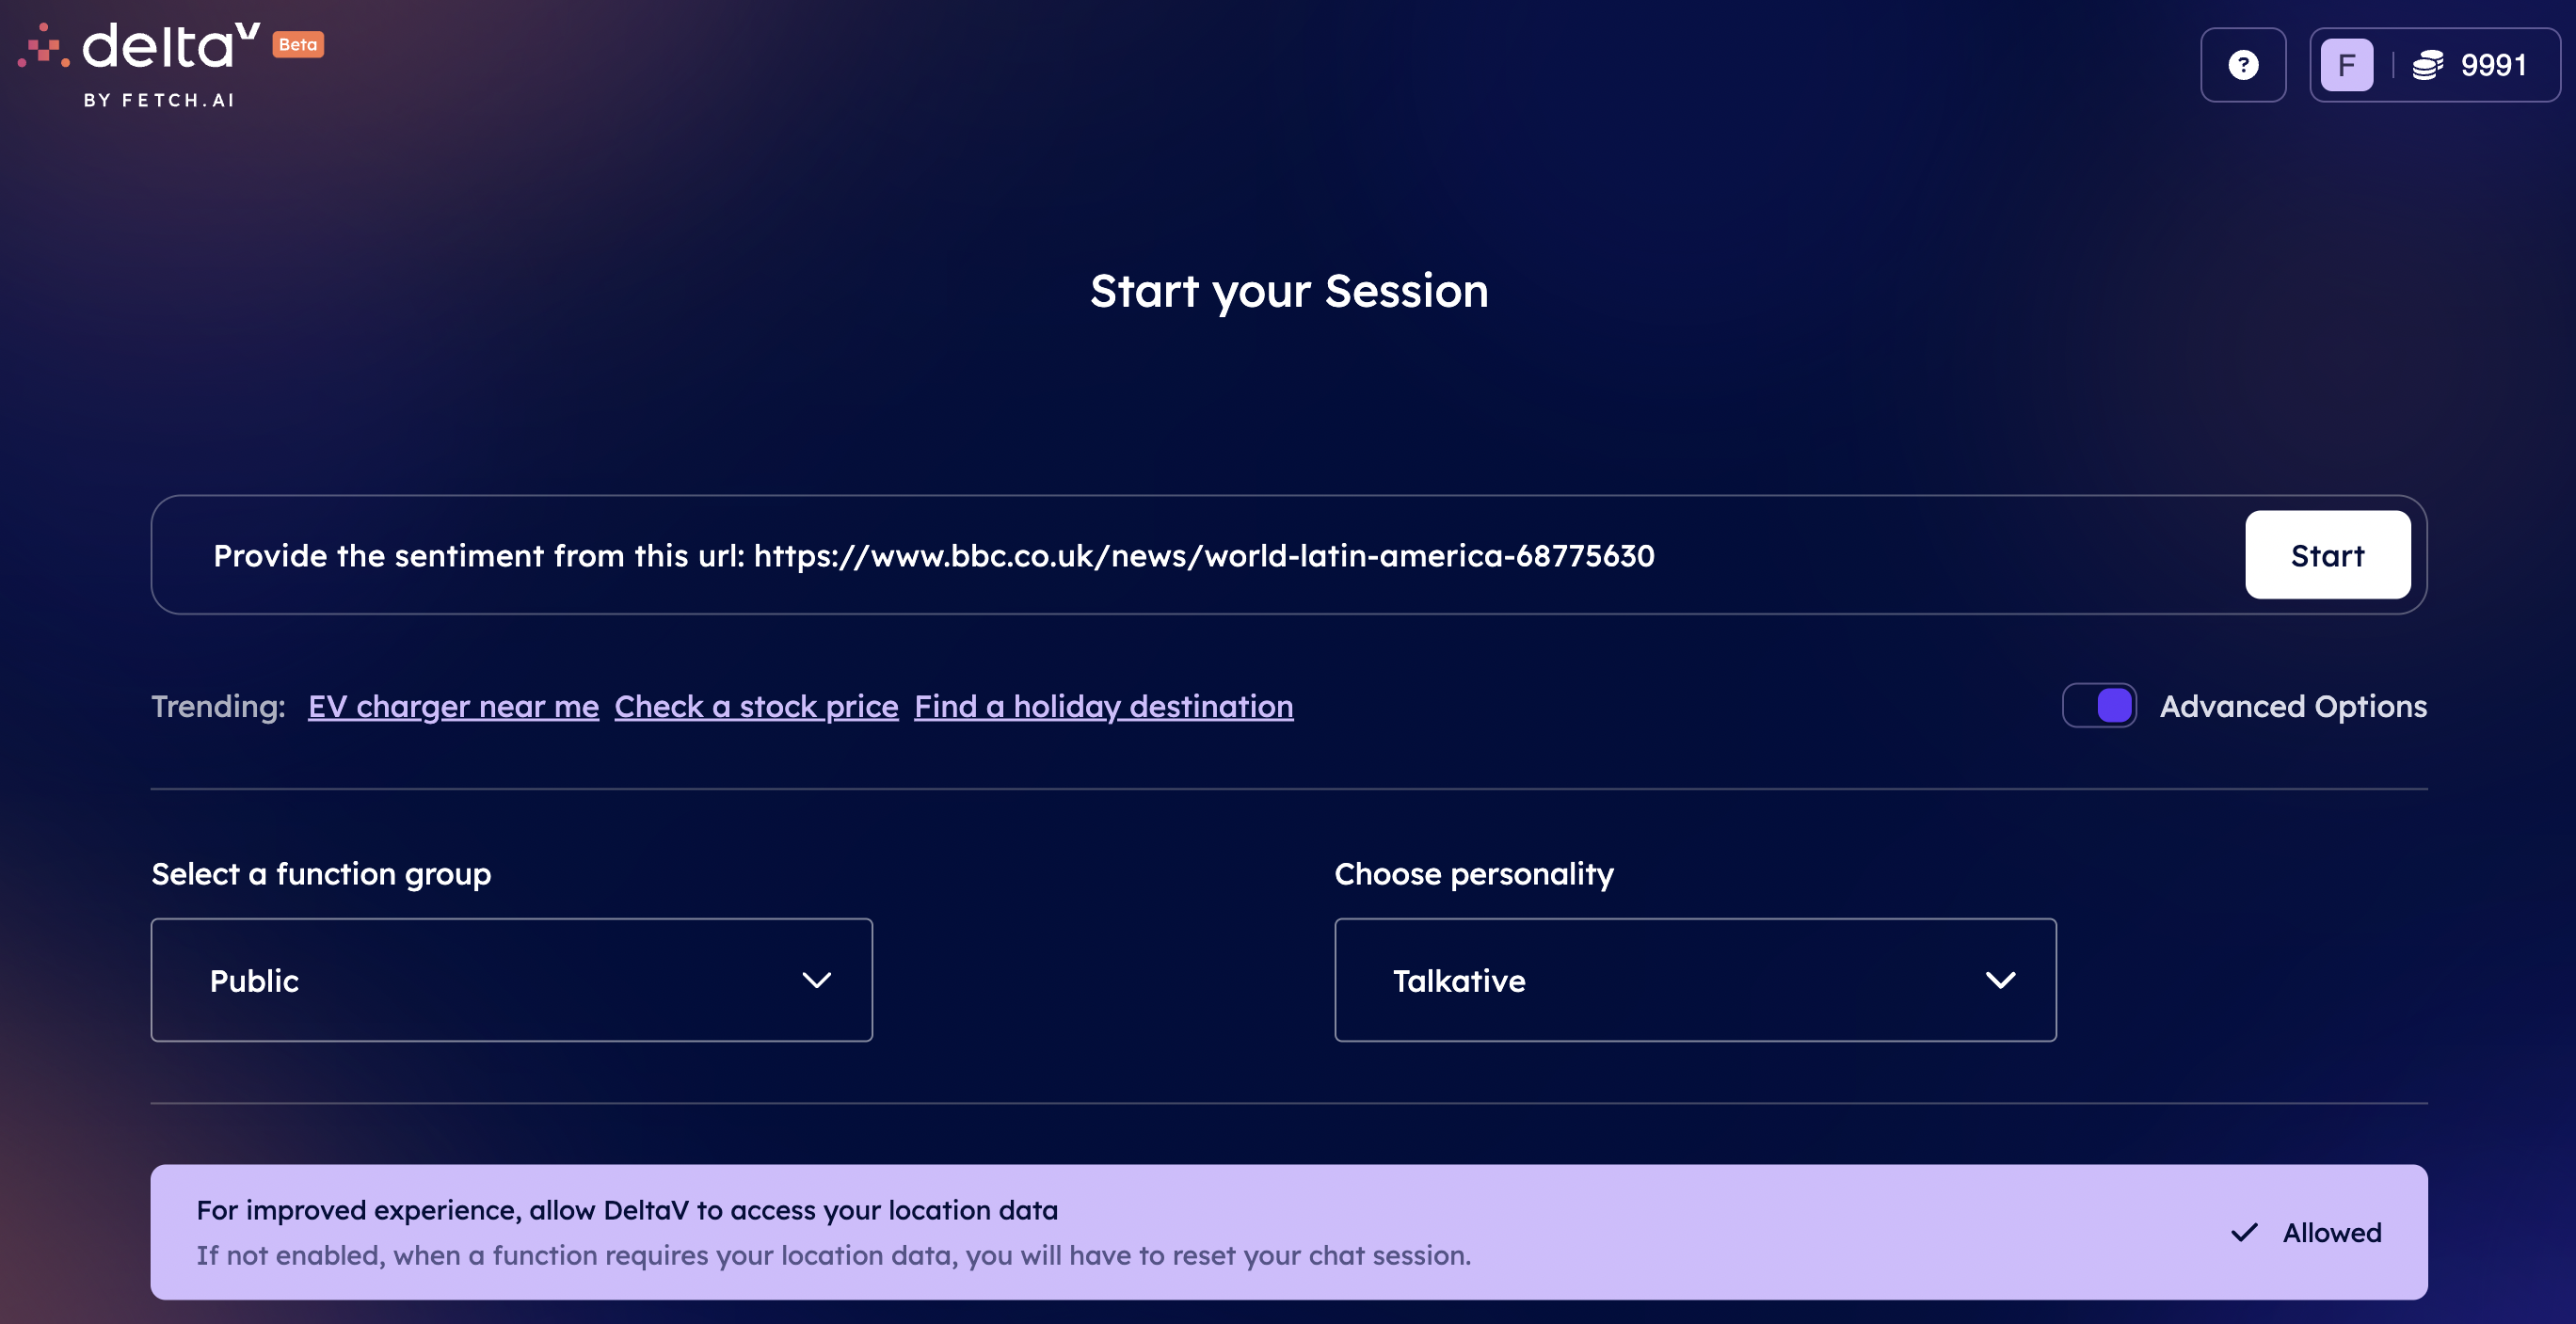 deltaV Beta
BY FETCH.AI
? F 9991
Start your Session
Provide the sentiment from this url: https://www.bbc.co.uk/news/world-latin-america-68775630 Start
Trending: EV charger near me Check a stock price Find a holiday destination Advanced Options
Select a function group Choose personality
Public Talkative
For improved experience, allow DeltaV to access your location data
If not enabled, when a function requires your location data, you will have to reset your chat session.
Allowed